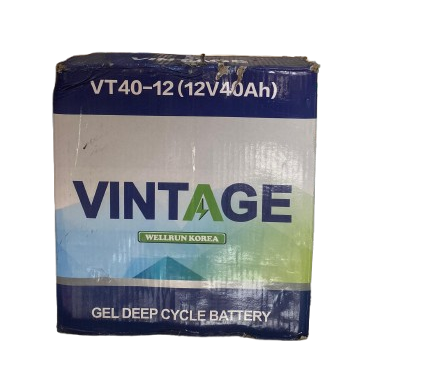 VT40-12 (12V40Ah)
VINTAGE
WELLRUN KOREA
GEL DEEP CYCLE BATTERY